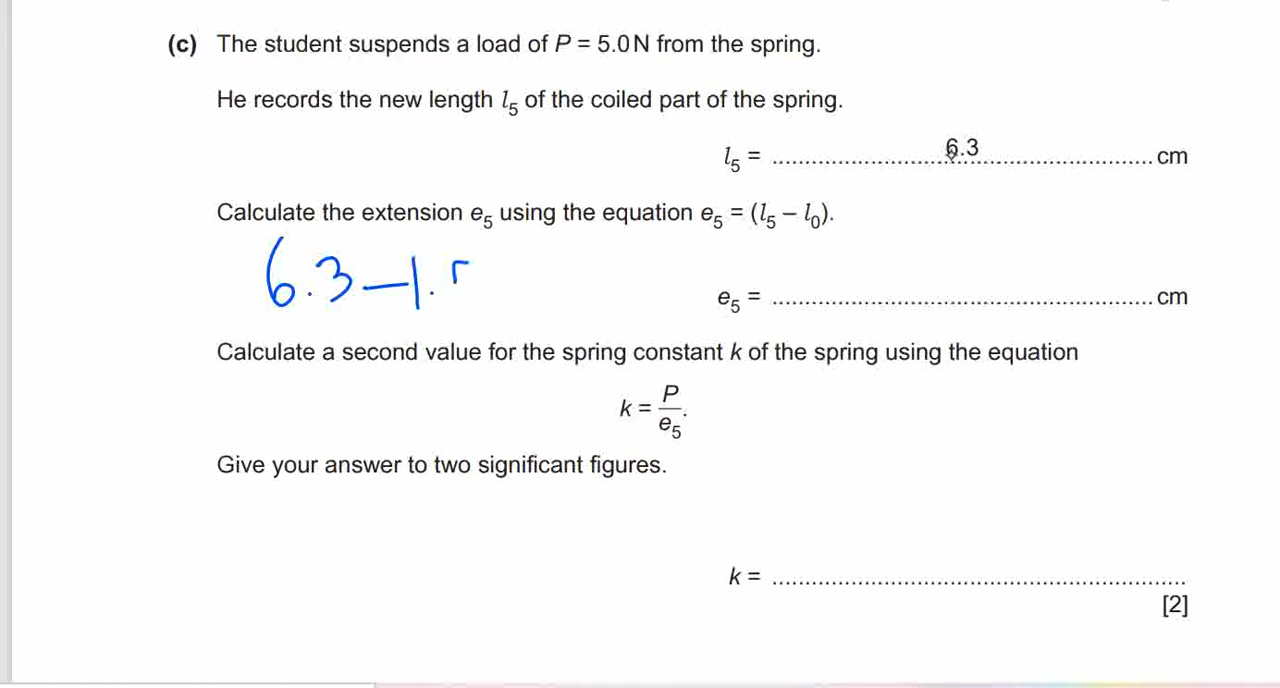 (c) The student suspends a load of P = 5.0 N from the spring.
He records the new length l₅ of the coiled part of the spring.
l₅ = ........................ 6.3 ........................ cm
Calculate the extension e₅ using the equation e₅ = (l₅ − l₀).
6.3 – 1.
e₅ = ................................................ cm
Calculate a second value for the spring constant k of the spring using the equation
k = P/e₅.
Give your answer to two significant figures.
k = ................................................
[2]